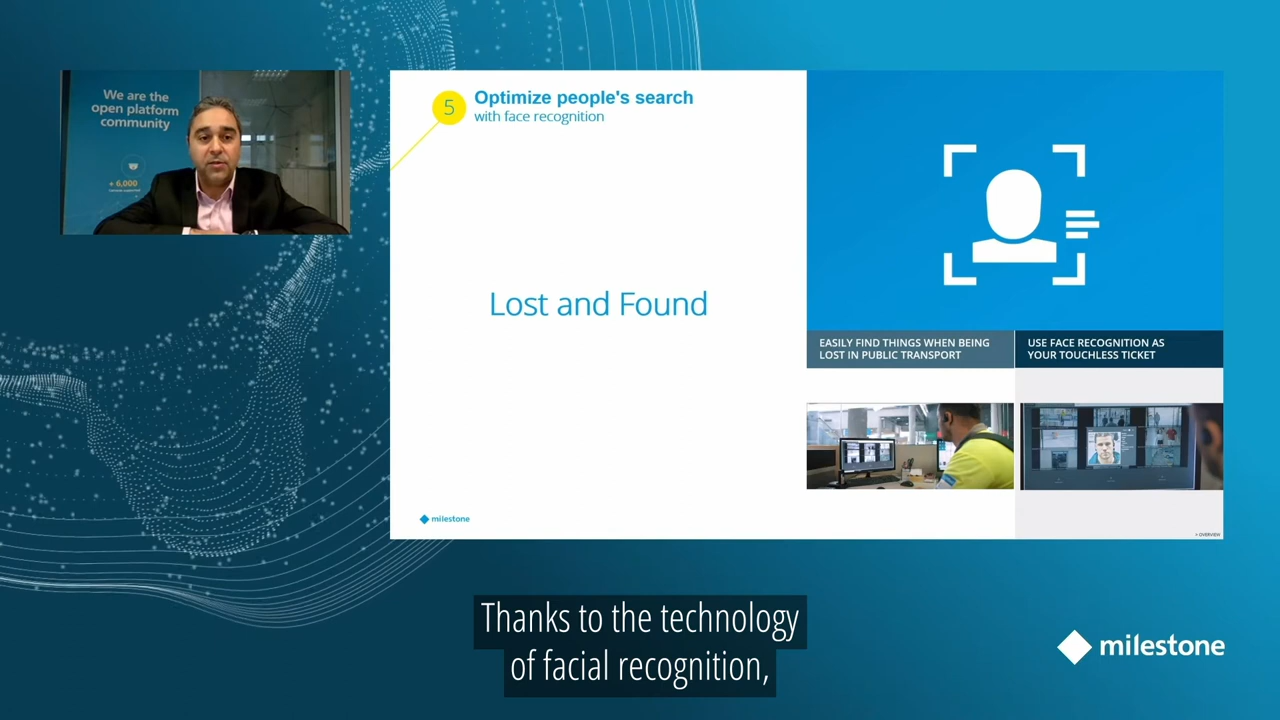 We are the
open platform
community
+ 6,000
5
Optimize people's search
with face recognition
Lost and Found
EASILY FIND THINGS WHEN BEING
LOST IN PUBLIC TRANSPORT
USE FACE RECOGNITION AS
YOUR TOUCHLESS TICKET
milestone
> OVERVIEW
Thanks to the technology
of facial recognition,
milestone